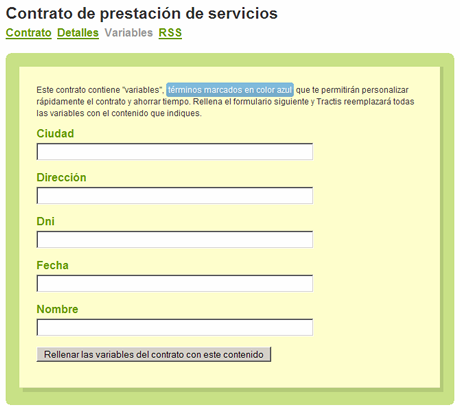 Contrato de prestación de servicios
Contrato Detalles Variables RSS
Este contrato contiene "variables", términos marcados en color azul que te permitirán personalizar
rápidamente el contrato y ahorrar tiempo. Rellena el formulario siguiente y Tractis reemplazará todas
las variables con el contenido que indiques.
Ciudad
Dirección
Dni
Fecha
Nombre
Rellenar las variables del contrato con este contenido